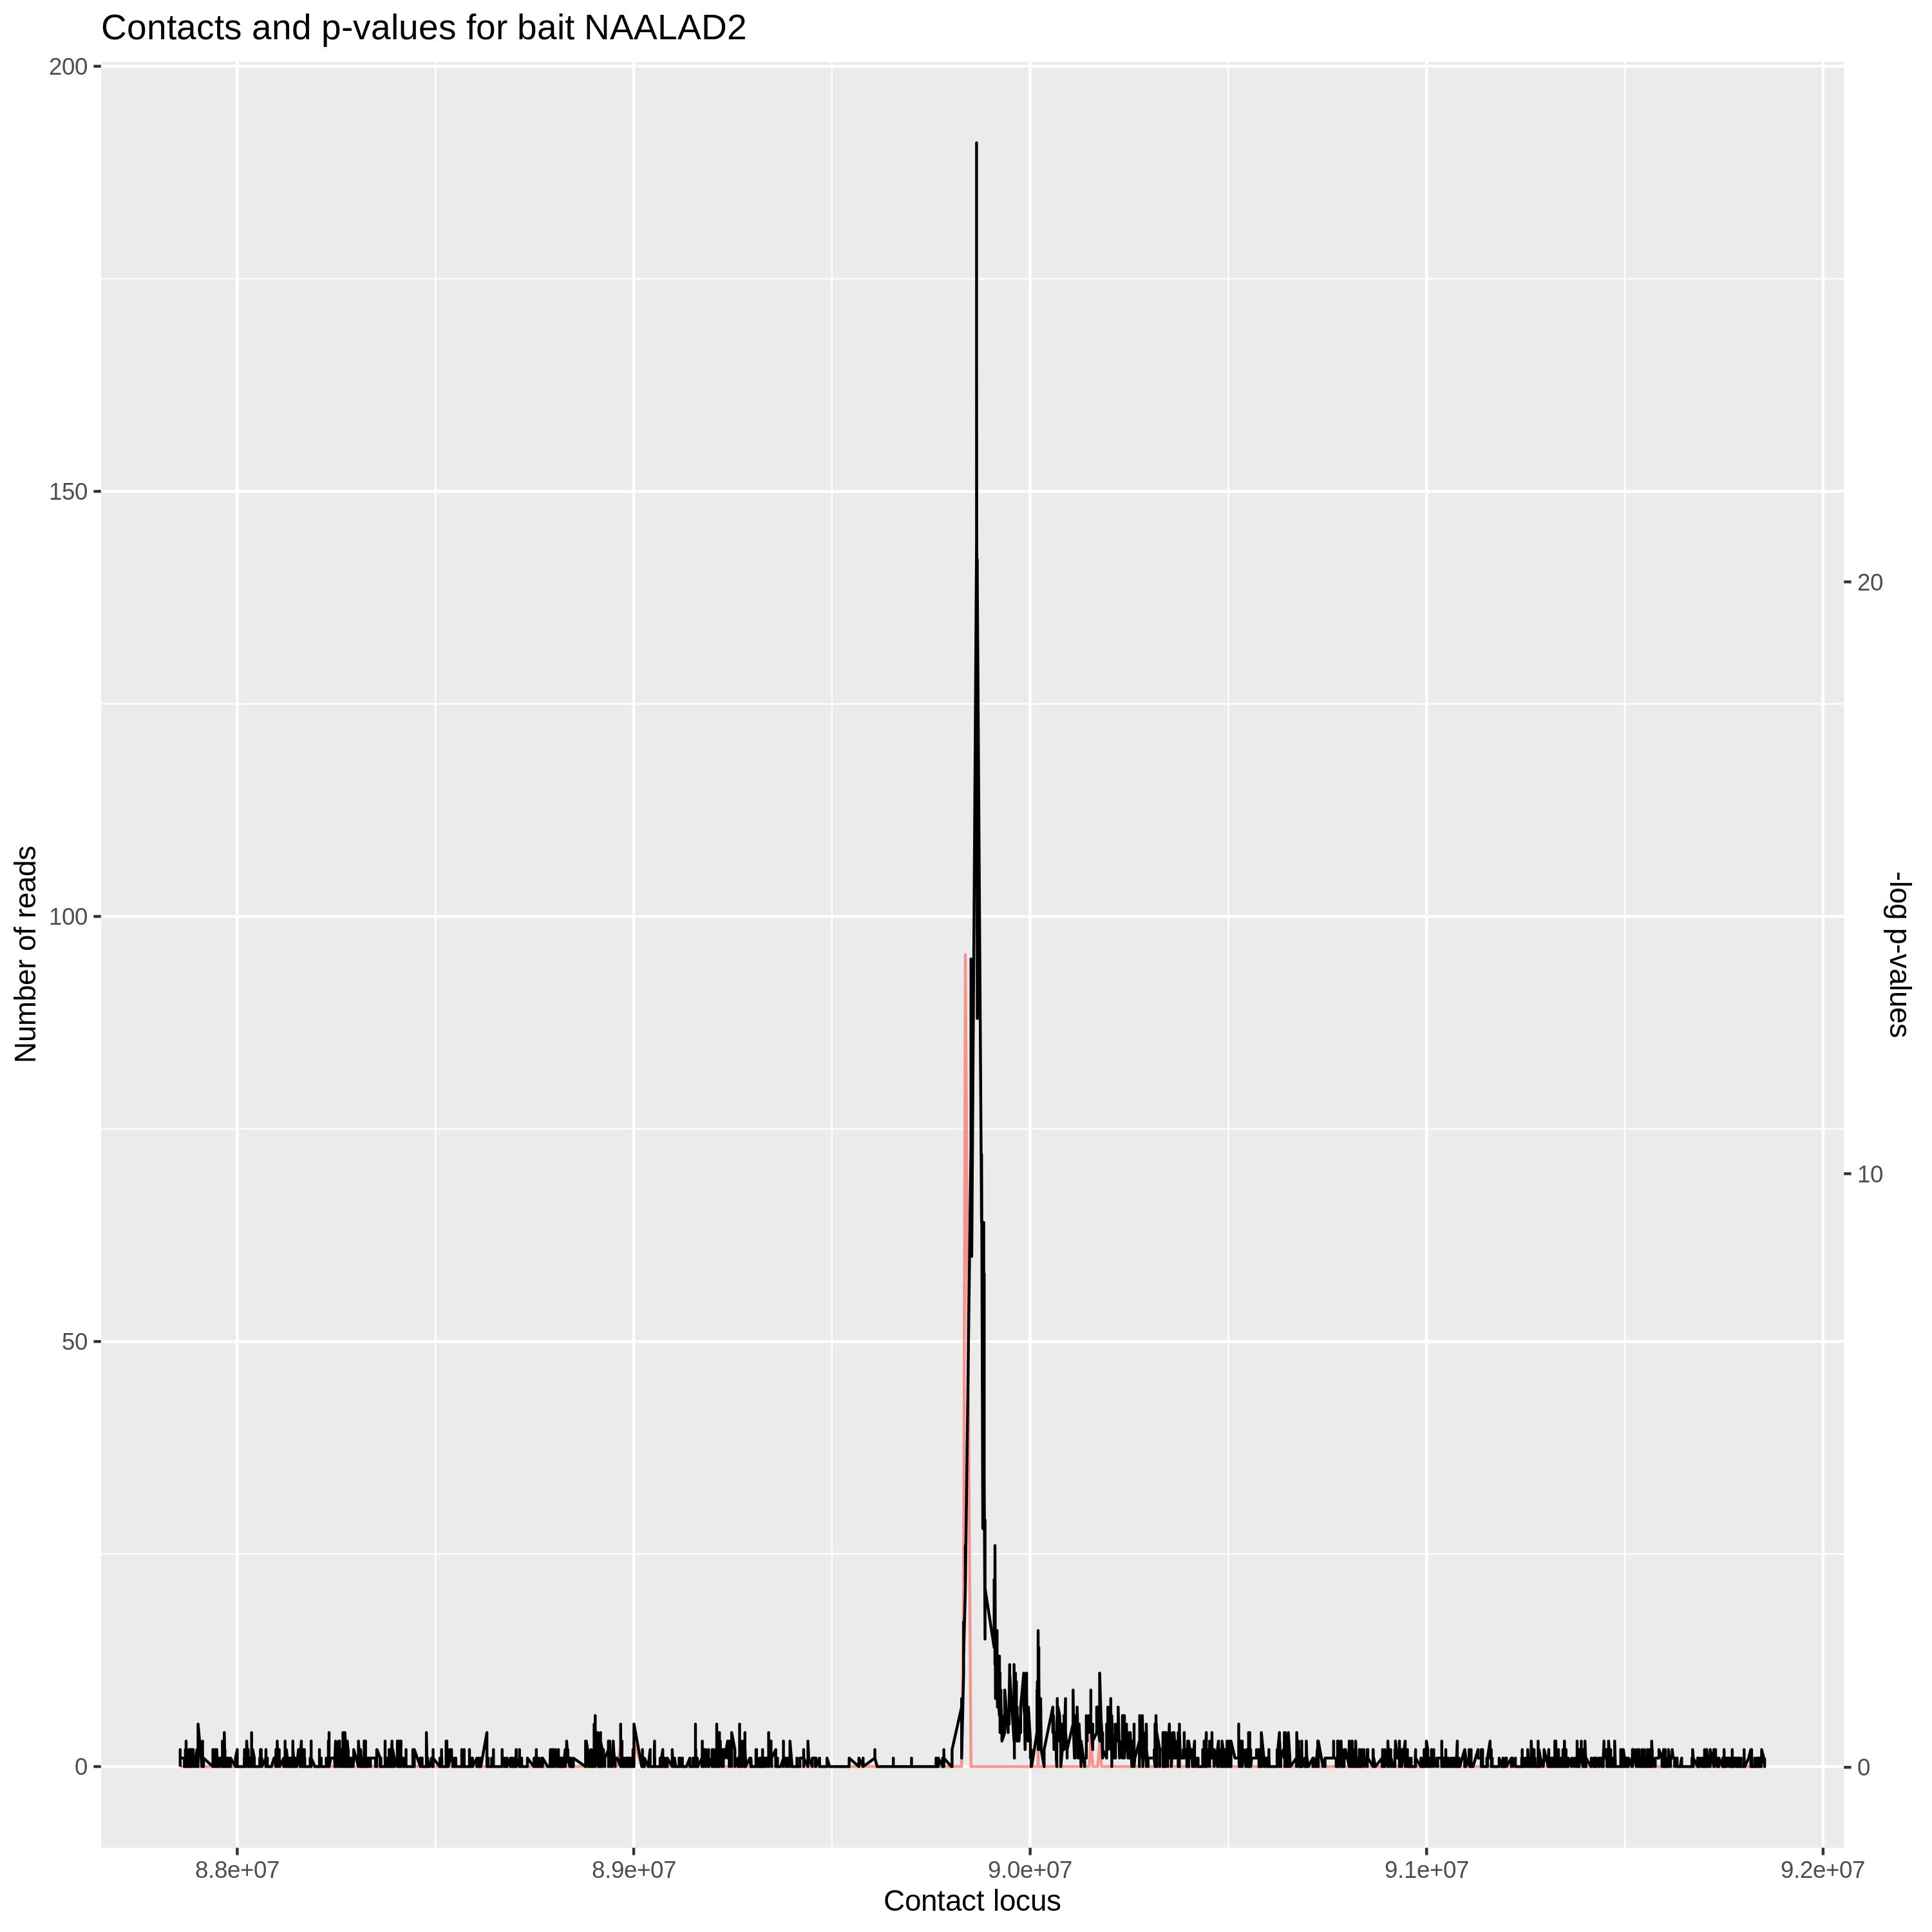 Contacts and p-values for bait NAALAD2
200
150
100
50
0
Number of reads
20
10
0
-log p-values
8.8e+07
8.9e+07
9.0e+07
9.1e+07
9.2e+07
Contact locus